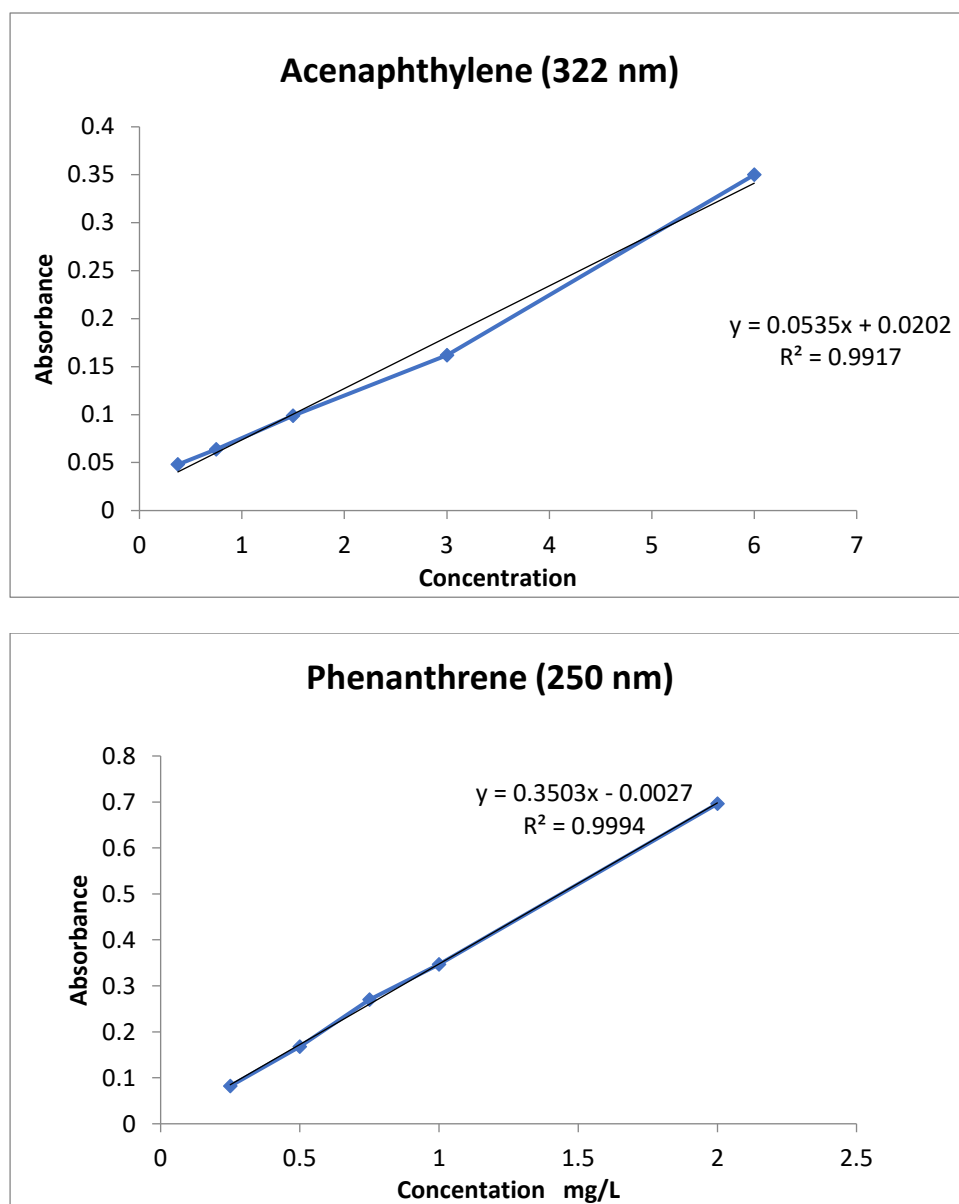 Acenaphthylene (322 nm)
0.4
0.35
0.3
0.25
0.2
0.15
0.1
0.05
0
Absorbance
y = 0.0535x + 0.0202
R² = 0.9917
0 1 2 3 4 5 6 7
Concentration
Phenanthrene (250 nm)
0.8
0.7
0.6
0.5
0.4
0.3
0.2
0.1
0
Absorbance
y = 0.3503x - 0.0027
R² = 0.9994
0 0.5 1 1.5 2 2.5
Concentation mg/L